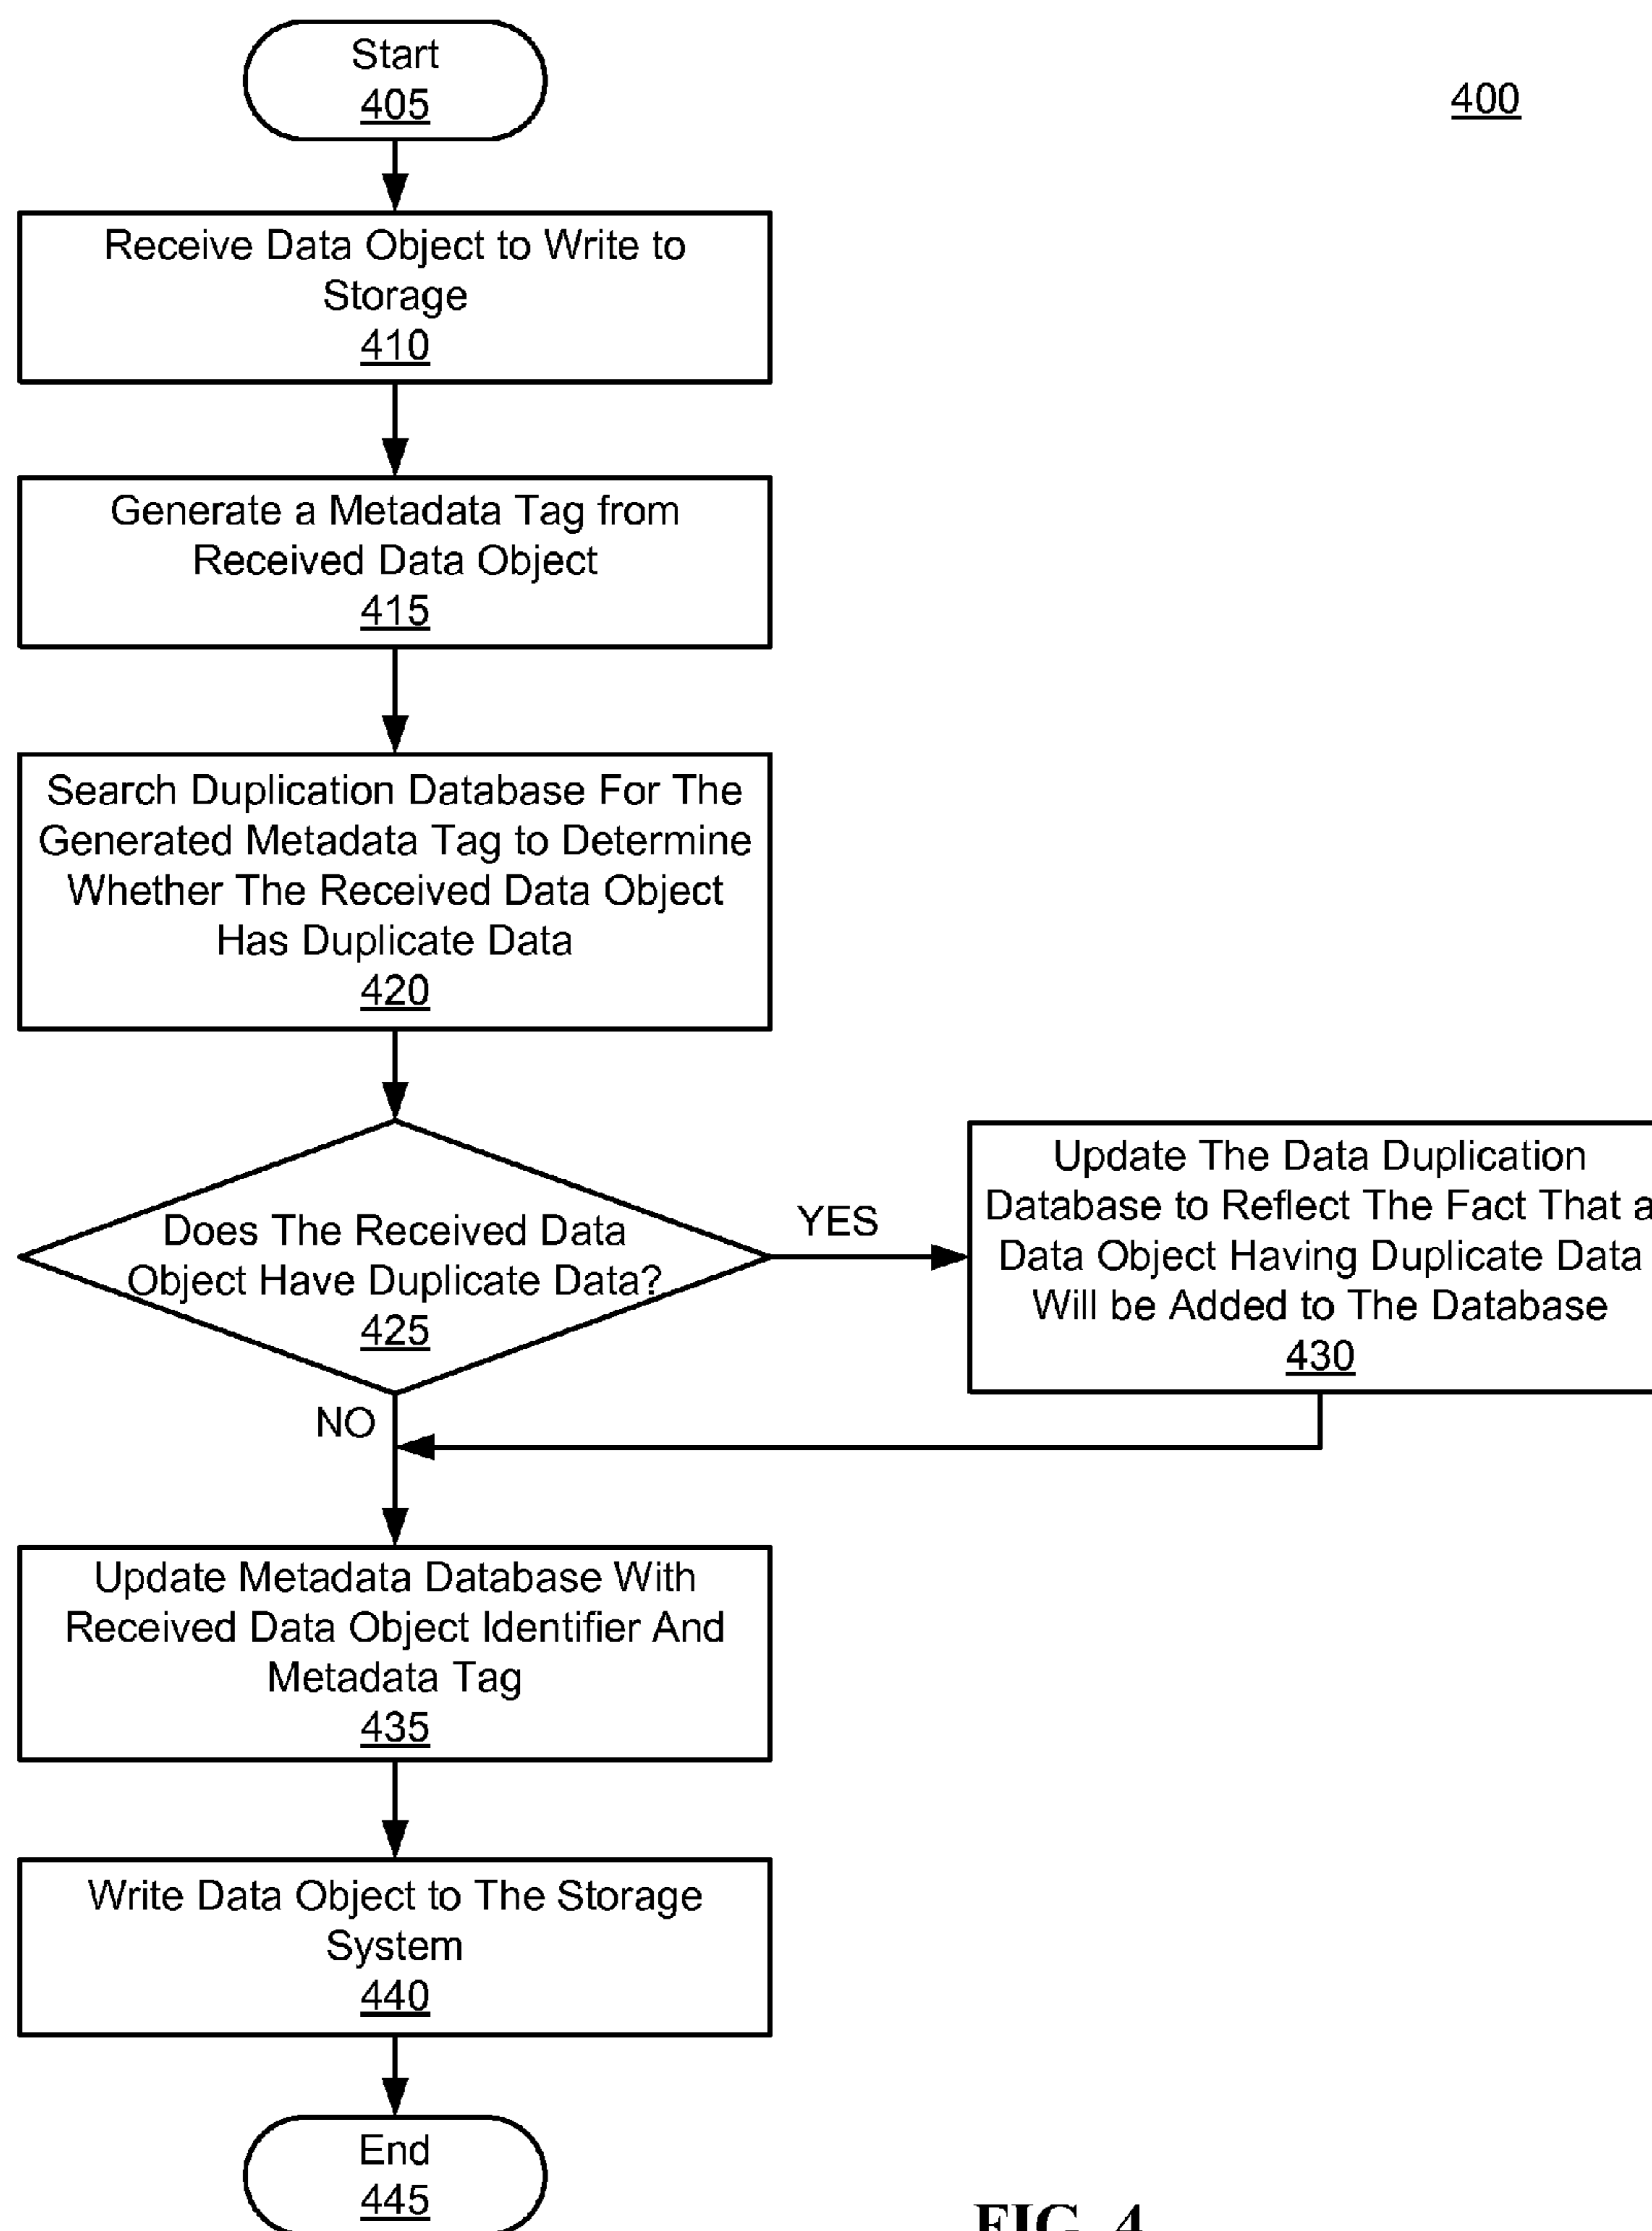 Start
405
400
Receive Data Object to Write to
Storage
410
Generate a Metadata Tag from
Received Data Object
415
Search Duplication Database For The
Generated Metadata Tag to Determine
Whether The Received Data Object
Has Duplicate Data
420
Does The Received Data
Object Have Duplicate Data?
425
YES
Update The Data Duplication
Database to Reflect The Fact That a
Data Object Having Duplicate Data
Will be Added to The Database
430
NO
Update Metadata Database With
Received Data Object Identifier And
Metadata Tag
435
Write Data Object to The Storage
System
440
End
445
FIG. 4